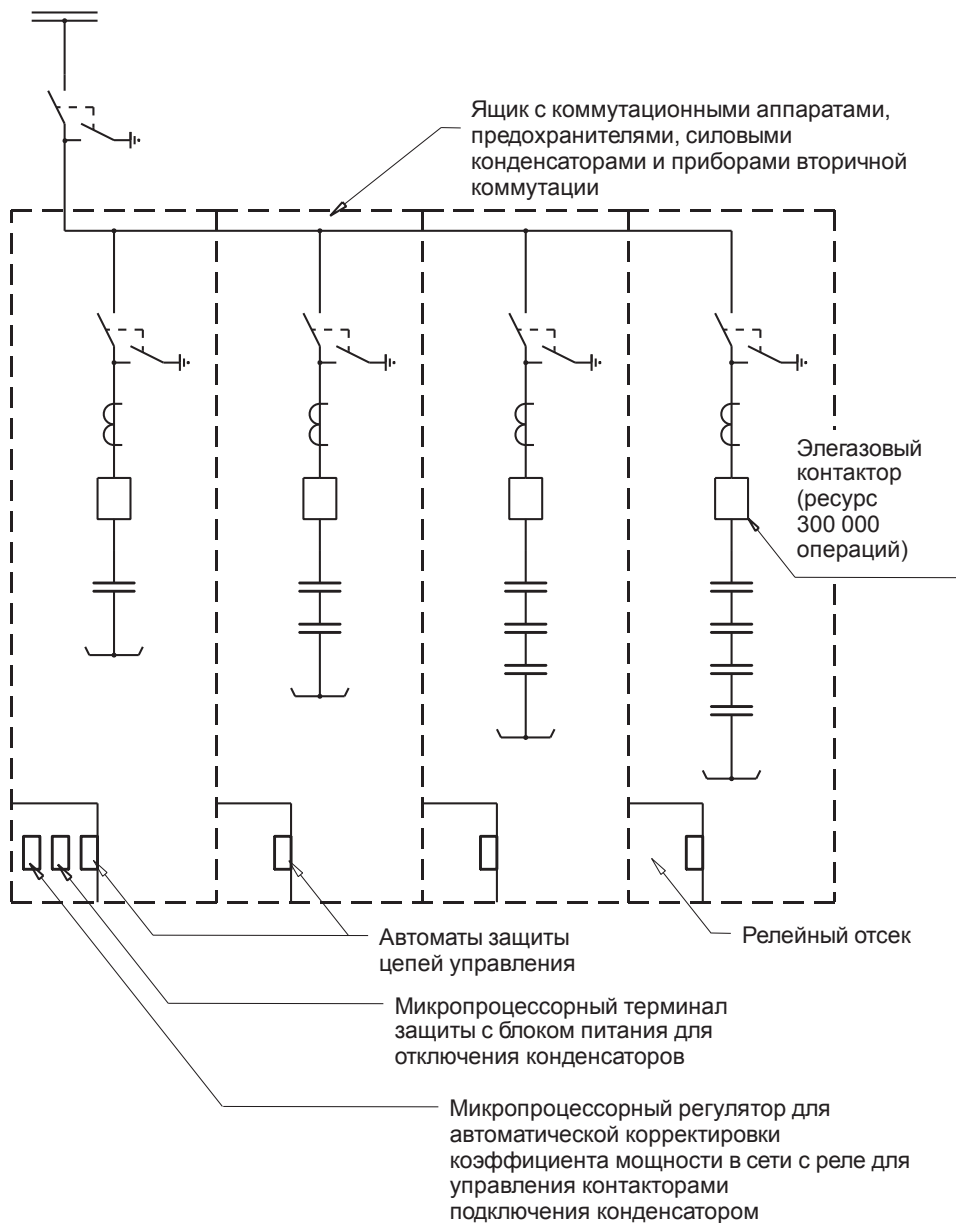 Ящик с коммутационными аппаратами,
предохранителями, силовыми
конденсаторами и приборами вторичной
коммутации
Элегазовый
контактор
(ресурс
300 000
операций)
Автоматы защиты
цепей управления
Релейный отсек
Микропроцессорный терминал
защиты с блоком питания для
отключения конденсаторов
Микропроцессорный регулятор для
автоматической корректировки
коэффициента мощности в сети с реле для
управления контакторами
подключения конденсатором